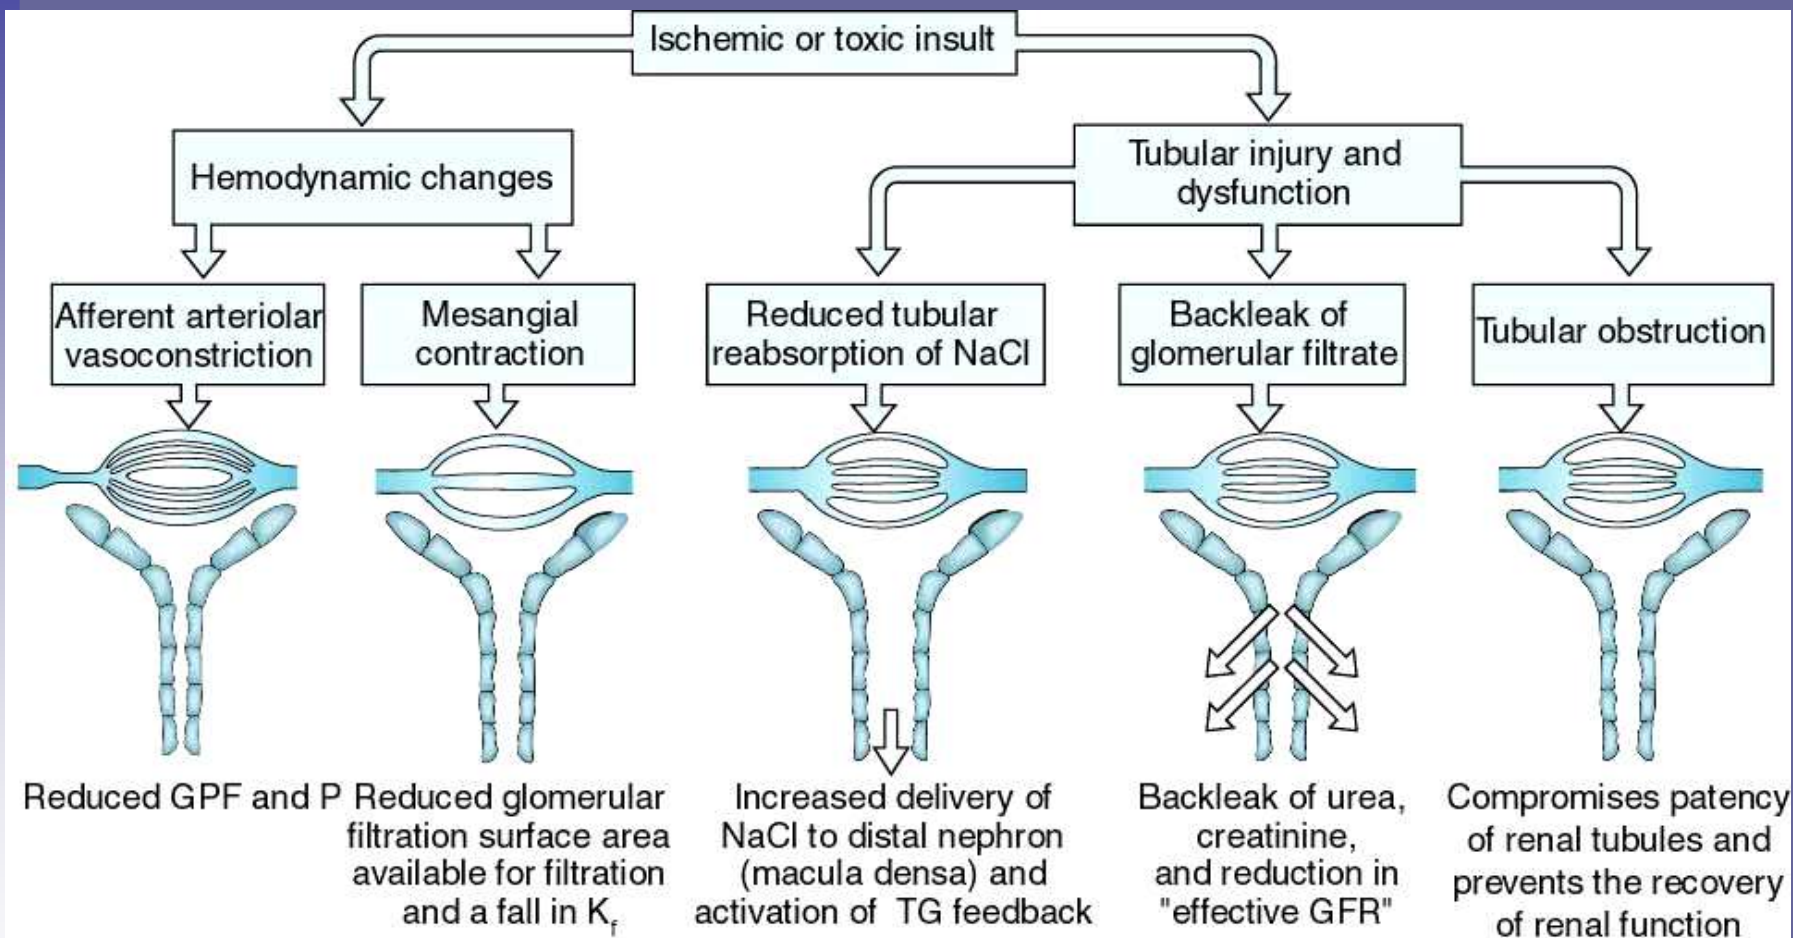 Ischemic or toxic insult
Hemodynamic changes
Tubular injury and
dysfunction
Afferent arteriolar
vasoconstriction
Mesangial
contraction
Reduced tubular
reabsorption of NaCl
Backleak of
glomerular filtrate
Tubular obstruction
Reduced GPF and P
Reduced glomerular
filtration surface area
available for filtration
and a fall in Kf
Increased delivery of
NaCl to distal nephron
(macula densa) and
activation of TG feedback
Backleak of urea,
creatinine,
and reduction in
"effective GFR"
Compromises patency
of renal tubules and
prevents the recovery
of renal function